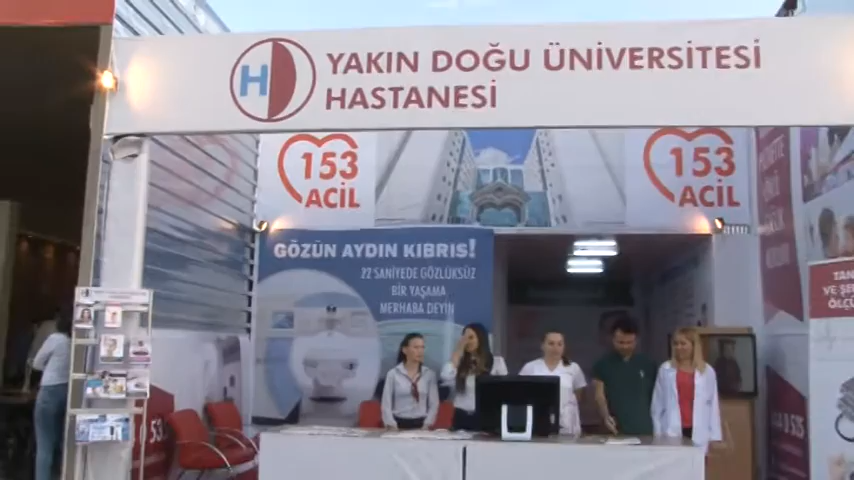 H
YAKIN DOĞU ÜNİVERSİTESİ
HASTANESİ
153
ACİL
153
ACİL
GÖZÜN AYDIN KIBRIS!
22 SANİYEDE GÖZLÜKSÜZ
BİR YAŞAMA
MERHABA DEYİN